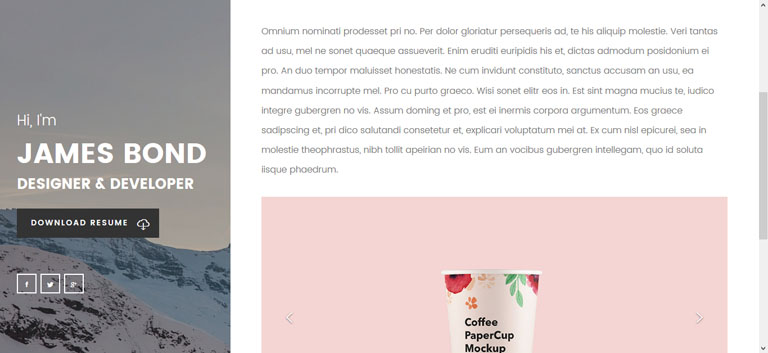 Hi, I'm
JAMES BOND
DESIGNER & DEVELOPER
DOWNLOAD RESUME
f
g+
Omnium nominati prodesset pri no. Per dolor gloriatur persequeris ad, te his aliquip molestie. Veri tantas
ad usu, mel ne sonet quaeque assueverit. Enim eruditi euripidis his et, dictas admodum posidonium ei
pro. An duo tempor maluisset honestatis. Ne cum invidunt constituto, sanctus accusam an usu, ea
mandamus incorrupte mel. Pro cu purto graeco. Wisi sonet elitr eos in. Est sint magna mucius te, iudico
integre gubergren no vis. Assum doming et pro, est ei inermis corpora argumentum. Eos graece
sadipscing et, pri dico salutandi consetetur et, explicari voluptatum mei at. Ex cum nisl epicurei, sea in
molestie theophrastus, nibh tollit apeirian no vis. Eum an vocibus gubergren intellegam, quo id soluta
iisque phaedrum.
Coffee
PaperCup
Mockup